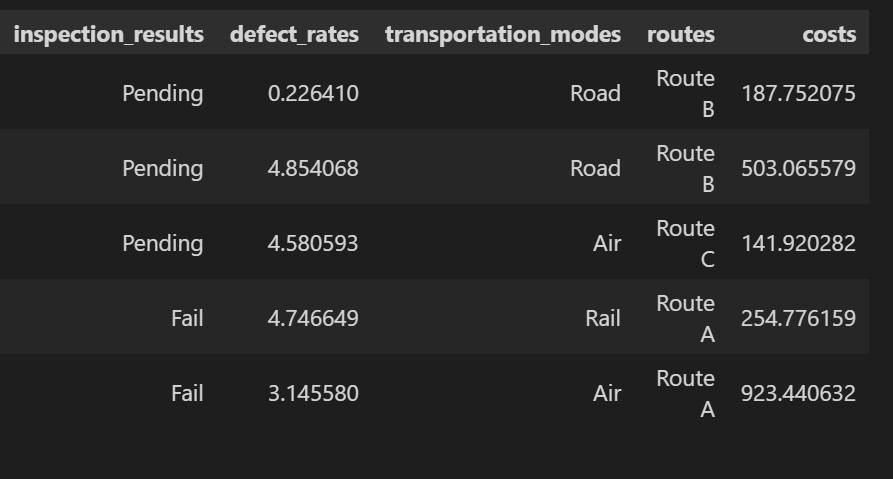 inspection_results defect_rates transportation_modes routes costs
Pending 0.226410 Road Route B 187.752075
Pending 4.854068 Road Route B 503.065579
Pending 4.580593 Air Route C 141.920282
Fail 4.746649 Rail Route A 254.776159
Fail 3.145580 Air Route A 923.440632